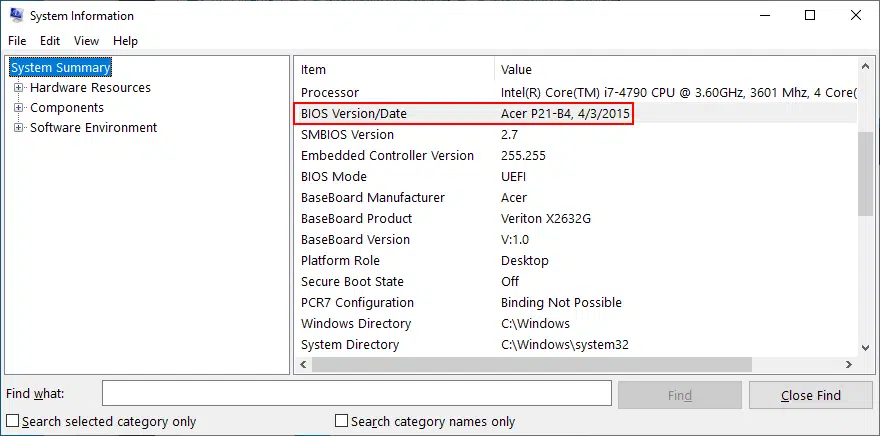 System Information
File Edit View Help
System Summary
Hardware Resources
Components
Software Environment
Item Value
Processor Intel(R) Core(TM) i7-4790 CPU @ 3.60GHz, 3601 Mhz, 4 Core(
BIOS Version/Date Acer P21-B4, 4/3/2015
SMBIOS Version 2.7
Embedded Controller Version 255.255
BIOS Mode UEFI
BaseBoard Manufacturer Acer
BaseBoard Product Veriton X2632G
BaseBoard Version V:1.0
Platform Role Desktop
Secure Boot State Off
PCR7 Configuration Binding Not Possible
Windows Directory C:\Windows
System Directory C:\Windows\system32
Find what: Find Close Find
Search selected category only Search category names only